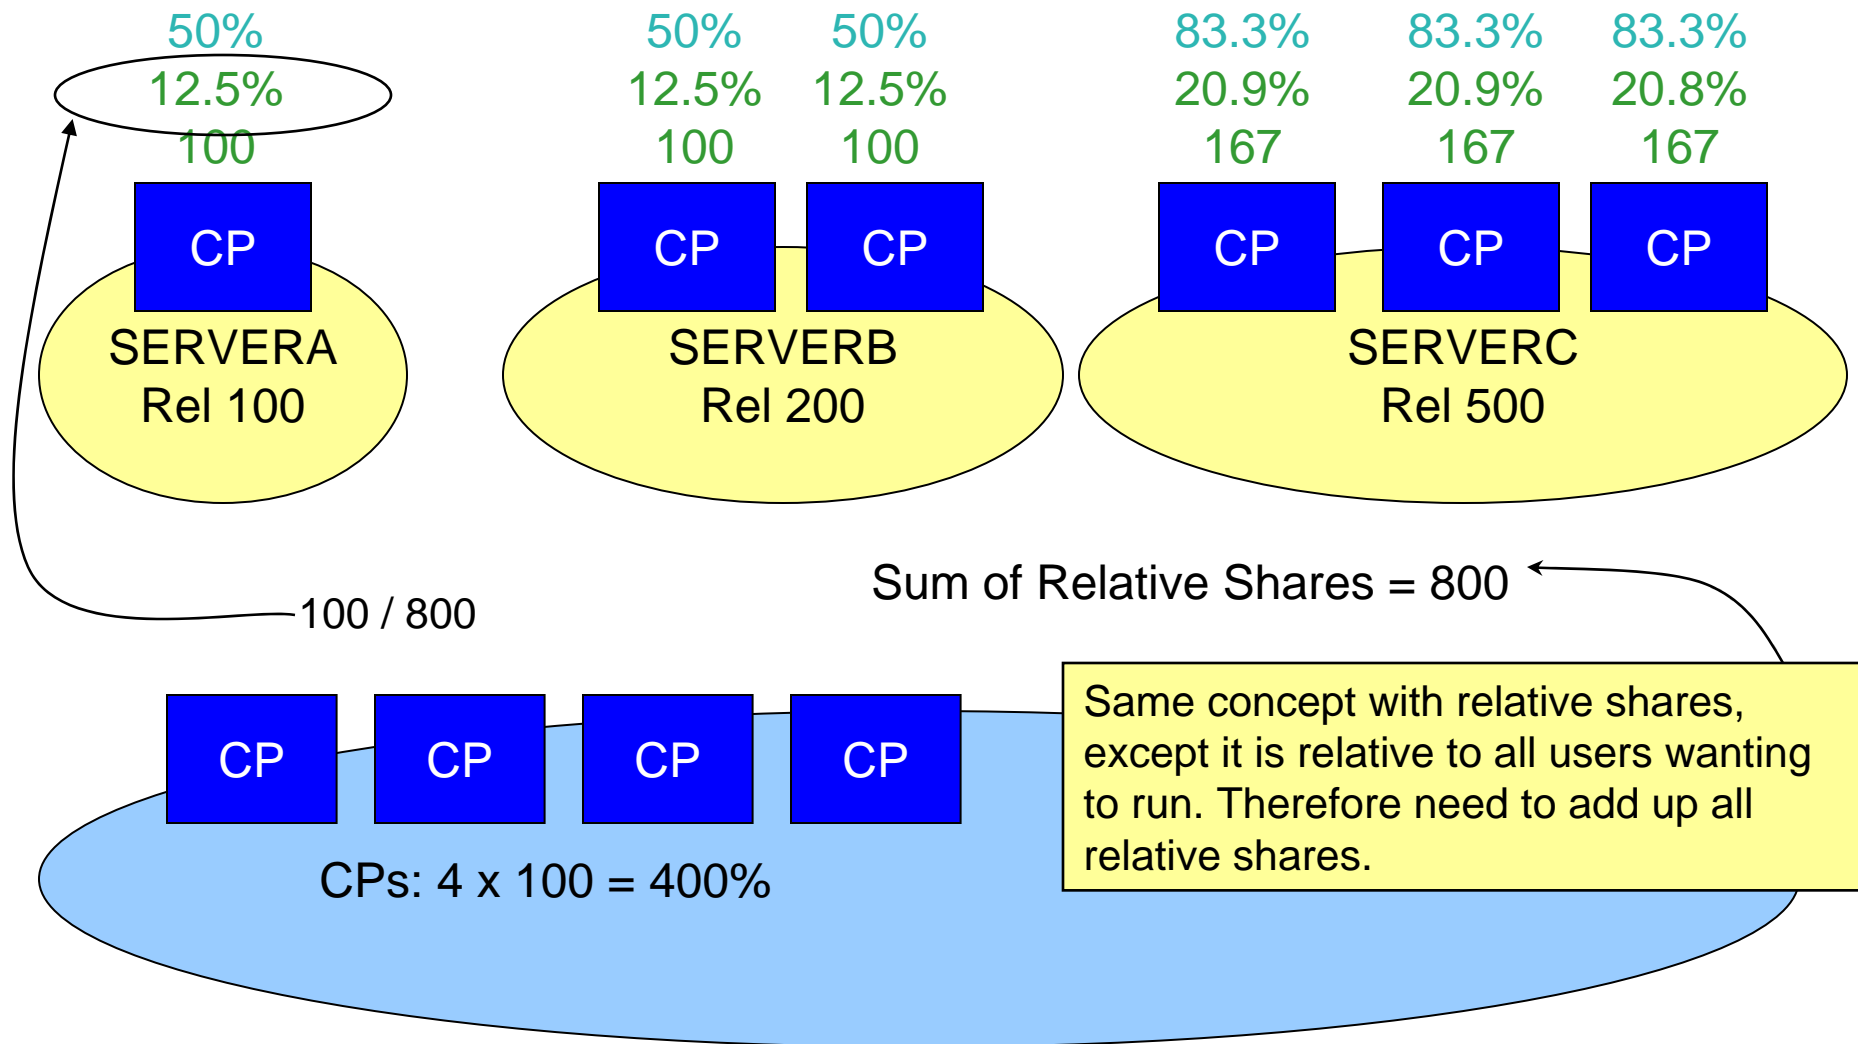 50% 50% 50% 83.3% 83.3% 83.3%
12.5% 12.5% 12.5% 20.9% 20.9% 20.8%
100 100 100 167 167 167
CP CP CP CP CP CP
SERVERA SERVERB SERVERC
Rel 100 Rel 200 Rel 500
Sum of Relative Shares = 800
100 / 800
CP CP CP CP
CPs: 4 x 100 = 400%
Same concept with relative shares,
except it is relative to all users wanting
to run. Therefore need to add up all
relative shares.